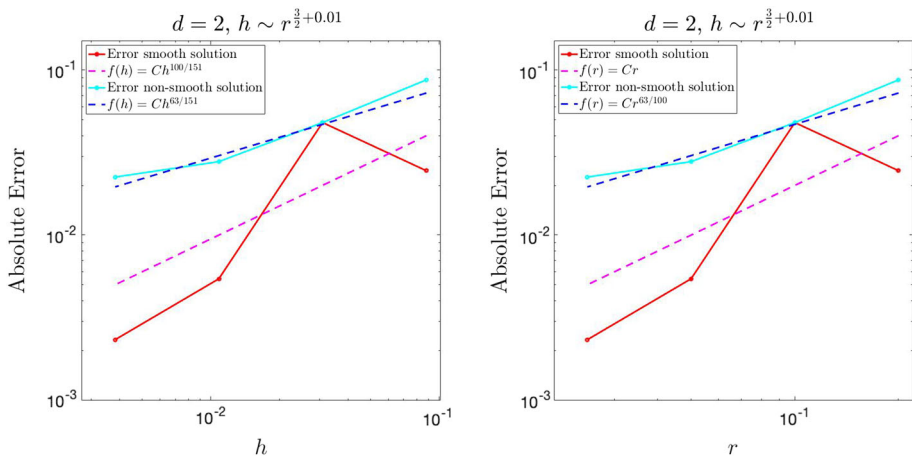 d = 2, h ∼ r^{3/2+0.01}
Error smooth solution
f(h) = Ch^{100/151}
Error non-smooth solution
f(h) = Ch^{63/151}
Absolute Error
10^{-1}
10^{-2}
10^{-3}
10^{-2}
10^{-1}
h
d = 2, h ∼ r^{3/2+0.01}
Error smooth solution
f(r) = Cr
Error non-smooth solution
f(r) = Cr^{63/100}
Absolute Error
10^{-1}
10^{-2}
10^{-3}
10^{-1}
r